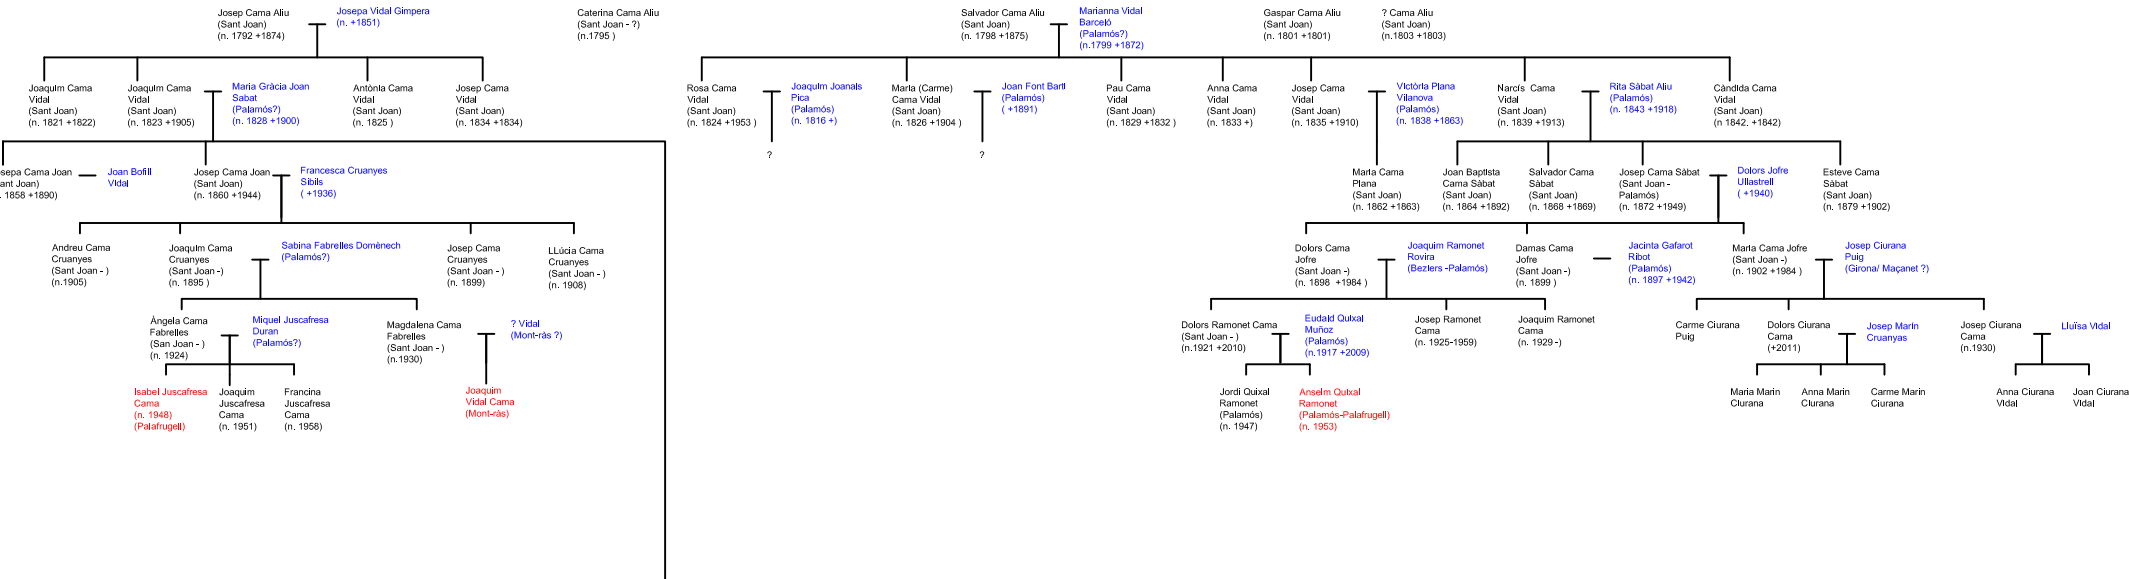 Josep Cama Aliu
(Sant Joan)
(n. 1792 +1874)
Josepa Vidal Gimpera
(n. +1851)
Caterina Cama Aliu
(Sant Joan - ?)
(n.1795 )
Salvador Cama Aliu
(Sant Joan)
(n. 1798 +1875)
Marianna Vidal
Barceló
(Palamós?)
(n.1799 +1872)
Gaspar Cama Aliu
(Sant Joan)
(n. 1801 +1801)
? Cama Aliu
(Sant Joan)
(n.1803 +1803)
Joaquim Cama
Vidal
(Sant Joan)
(n. 1821 +1822)
Joaquim Cama
Vidal
(Sant Joan)
(n. 1823 +1905)
Maria Gràcia Joan
Sabat
(Palamós?)
(n. 1828 +1900)
Antònia Cama
Vidal
(Sant Joan)
(n. 1825 )
Josep Cama
Vidal
(Sant Joan)
(n. 1834 +1834)
Rosa Cama
Vidal
(Sant Joan)
(n. 1824 +1953 )
Joaquim Joanals
Pica
(Palamós)
(n. 1816 +)
Maria (Carme)
Cama Vidal
(Sant Joan)
(n. 1826 +1904 )
Joan Font Bartl
(Palamós)
( +1891)
Pau Cama
Vidal
(Sant Joan)
(n. 1829 +1832 )
Anna Cama
Vidal
(Sant Joan)
(n. 1833 +)
Josep Cama
Vidal
(Sant Joan)
(n. 1835 +1910)
Victòria Plana
Vilanova
(Palamós)
(n. 1838 +1863)
Narcís Cama
Vidal
(Sant Joan)
(n. 1839 +1913)
Rita Sàbat Aliu
(Palamós)
(n. 1843 +1918)
Càndida Cama
Vidal
(Sant Joan)
(n. 1842. +1842)
?
?
osepa Cama Joan
ant Joan)
. 1858 +1890)
Joan Bofill
Vidal
Josep Cama Joan
(Sant Joan)
(n. 1860 +1944)
Francesca Cruanyes
Sibils
( +1936)
Maria Cama
Plana
(Sant Joan)
(n. 1862 +1863)
Joan Baptista
Cama Sàbat
(Sant Joan)
(n. 1864 +1892)
Salvador Cama
Sàbat
(Sant Joan)
(n. 1868 +1869)
Josep Cama Sàbat
(Sant Joan -
Palamós)
(n. 1872 +1949)
Dolors Jofre
Ullastrell
( +1940)
Esteve Cama
Sàbat
(Sant Joan)
(n. 1879 +1902)
Andreu Cama
Cruanyes
(Sant Joan - )
(n.1905)
Joaquim Cama
Cruanyes
(Sant Joan -)
(n. 1895 )
Sabina Fabrelles Domènech
(Palamós?)
Josep Cama
Cruanyes
(Sant Joan - )
(n. 1899)
LLúcia Cama
Cruanyes
(Sant Joan - )
(n. 1908)
Dolors Cama
Jofre
(Sant Joan -)
(n. 1898 +1984 )
Joaquim Ramonet
Rovira
(Bezlers -Palamós)
Damas Cama
Jofre
(Sant Joan -)
(n. 1899 )
Jacinta Gafarot
Ribot
(Palamós)
(n. 1897 +1942)
Maria Cama Jofre
(Sant Joan -)
(n. 1902 +1984 )
Josep Ciurana
Puig
(Girona/ Maçanet ?)
Àngela Cama
Fabrelles
(San Joan - )
(n. 1924)
Miquel Juscafresa
Duran
(Palamós?)
Magdalena Cama
Fabrelles
(Sant Joan - )
(n.1930)
? Vidal
(Mont-ràs ?)
Dolors Ramonet Cama
(Sant Joan - )
(n.1921 +2010)
Eudald Quixal
Muñoz
(Palamós)
(n.1917 +2009)
Josep Ramonet
Cama
(n. 1925-1959)
Joaquim Ramonet
Cama
(n. 1929 -)
Carme Ciurana
Puig
Dolors Ciurana
Cama
(+2011)
Josep Marín
Cruanyas
Josep Ciurana
Cama
(n.1930)
Lluïsa Vidal
Isabel Juscafresa
Cama
(n. 1948)
(Palafrugell)
Joaquim
Juscafresa
Cama
(n. 1951)
Francina
Juscafresa
Cama
(n. 1958)
Joaquim
Vidal Cama
(Mont-ràs)
Jordi Quixal
Ramonet
(Palamós)
(n. 1947)
Anselm Quixal
Ramonet
(Palamós-Palafrugell)
(n. 1953)
Maria Marin
Ciurana
Anna Marin
Ciurana
Carme Marin
Ciurana
Anna Ciurana
Vidal
Joan Ciurana
Vidal